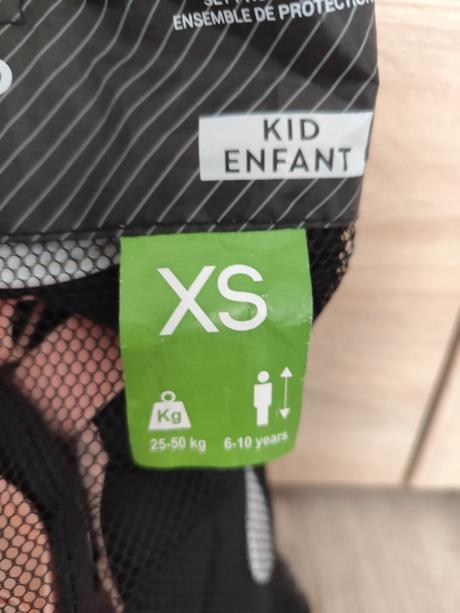 ENSEMBLE DE PROTECTION
KID
ENFANT
XS
Kg
25-50 kg 6-10 years